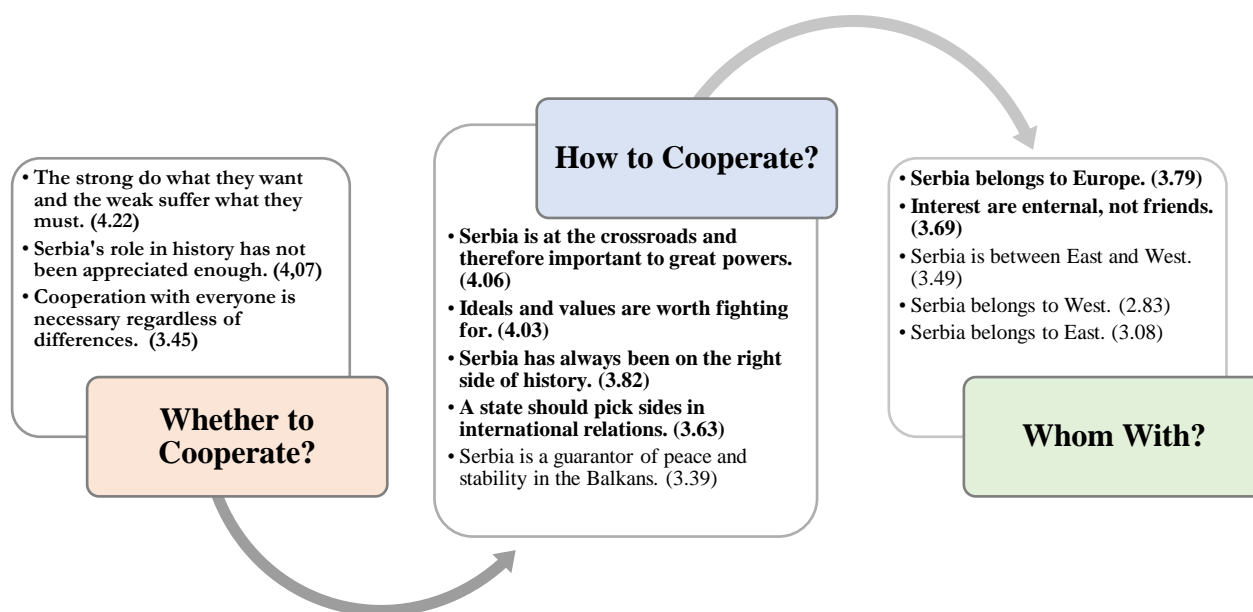 • The strong do what they want
and the weak suffer what they
must. (4.22)
• Serbia's role in history has not
been appreciated enough. (4,07)
• Cooperation with everyone is
necessary regardless of
differences. (3.45)
Whether to
Cooperate?
How to Cooperate?
• Serbia is at the crossroads and
therefore important to great powers.
(4.06)
• Ideals and values are worth fighting
for. (4.03)
• Serbia has always been on the right
side of history. (3.82)
• A state should pick sides in
international relations. (3.63)
• Serbia is a guarantor of peace and
stability in the Balkans. (3.39)
• Serbia belongs to Europe. (3.79)
• Interest are enternal, not friends.
(3.69)
• Serbia is between East and West.
(3.49)
• Serbia belongs to West. (2.83)
• Serbia belongs to East. (3.08)
Whom With?